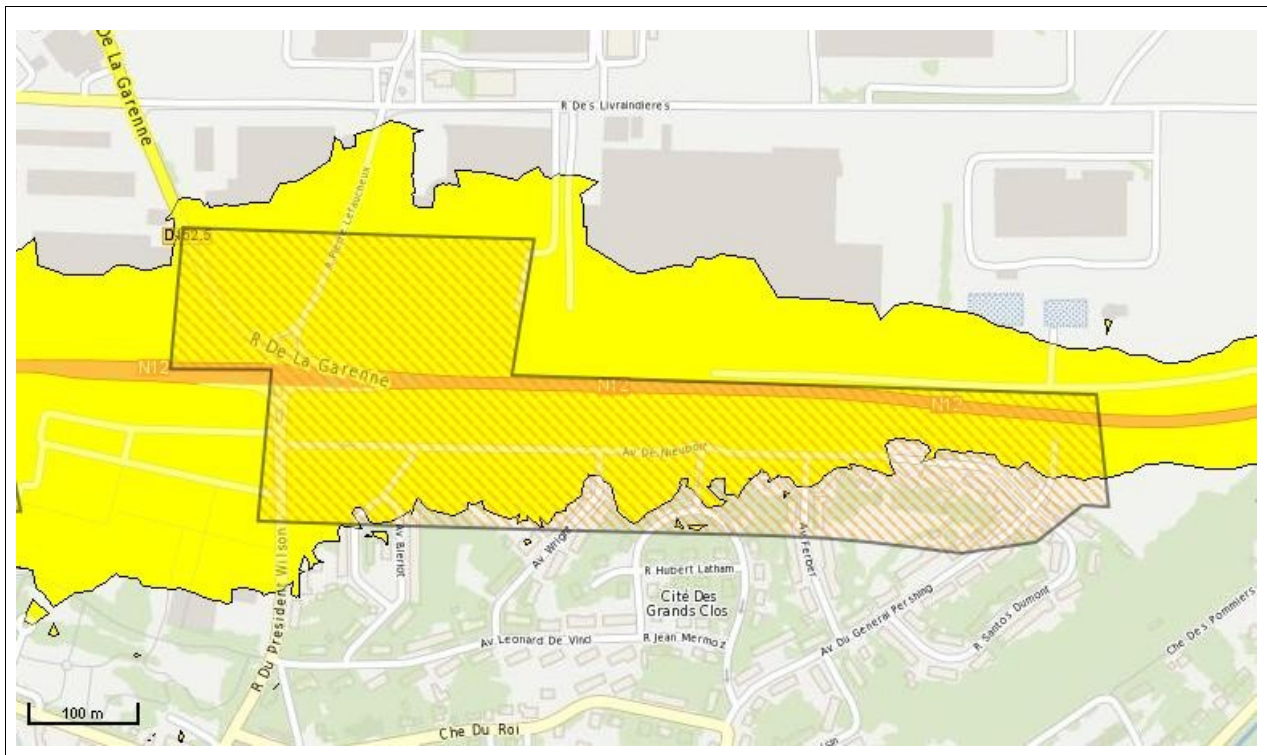 De La Garenne
R Des Livraindieres
A. Pierre Lefaucheux
R De La Garenne
N12
N12
N12
Av De Nieuport
R Du President Wilson
Av Bleriot
Av Wright
Av Ferber
R Hubert Latham
Cité Des
Grands Clos
Av Du General Pershing
R Santos Dumont
Che Des Pommiers
Av Leonard De Vinci
R Jean Mermoz
Che Du Roi
100 m